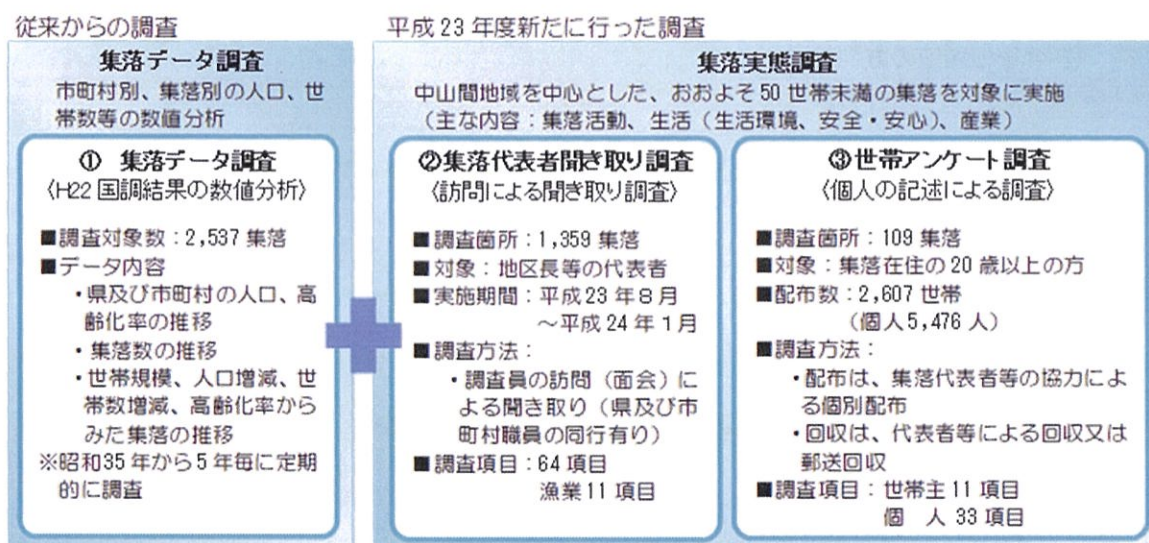 従来からの調査
集落データ調査
市町村別、集落別の人口、世
帯数等の数値分析
① 集落データ調査
〈H22国調結果の数値分析〉
■調査対象数：2,537 集落
■データ内容
・県及び市町村の人口、高
齢化率の推移
・集落数の推移
・世帯規模、人口増減、世
帯数増減、高齢化率から
みた集落の推移
※昭和35年から5年毎に定期
的に調査
平成23年度新たに行った調査
集落実態調査
中山間地域を中心とした、おおよそ50世帯未満の集落を対象に実施
（主な内容：集落活動、生活（生活環境、安全・安心）、産業）
②集落代表者聞き取り調査
〈訪問による聞き取り調査〉
■調査箇所：1,359 集落
■対象：地区長等の代表者
■実施期間：平成23年8月
～平成24年1月
■調査方法：
・調査員の訪問（面会）に
よる聞き取り（県及び市
町村職員の同行有り）
■調査項目：64項目
漁業11項目
③世帯アンケート調査
〈個人の記述による調査〉
■調査箇所：109 集落
■対象：集落在住の20歳以上の方
■配布数：2,607 世帯
（個人5,476人）
■調査方法：
・配布は、集落代表者等の協力によ
る個別配布
・回収は、代表者等による回収又は
郵送回収
■調査項目：世帯主11項目
個　人 33項目